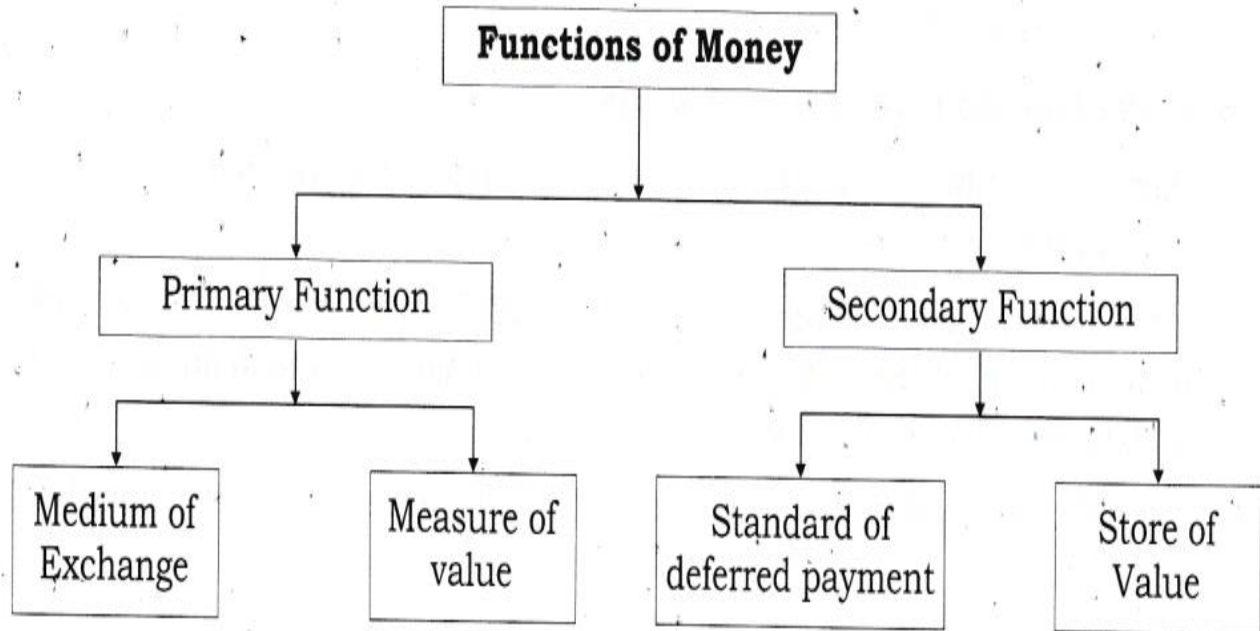 Functions of Money
Primary Function
Secondary Function
Medium of
Exchange
Measure of
value
Standard of
deferred payment
Store of
Value